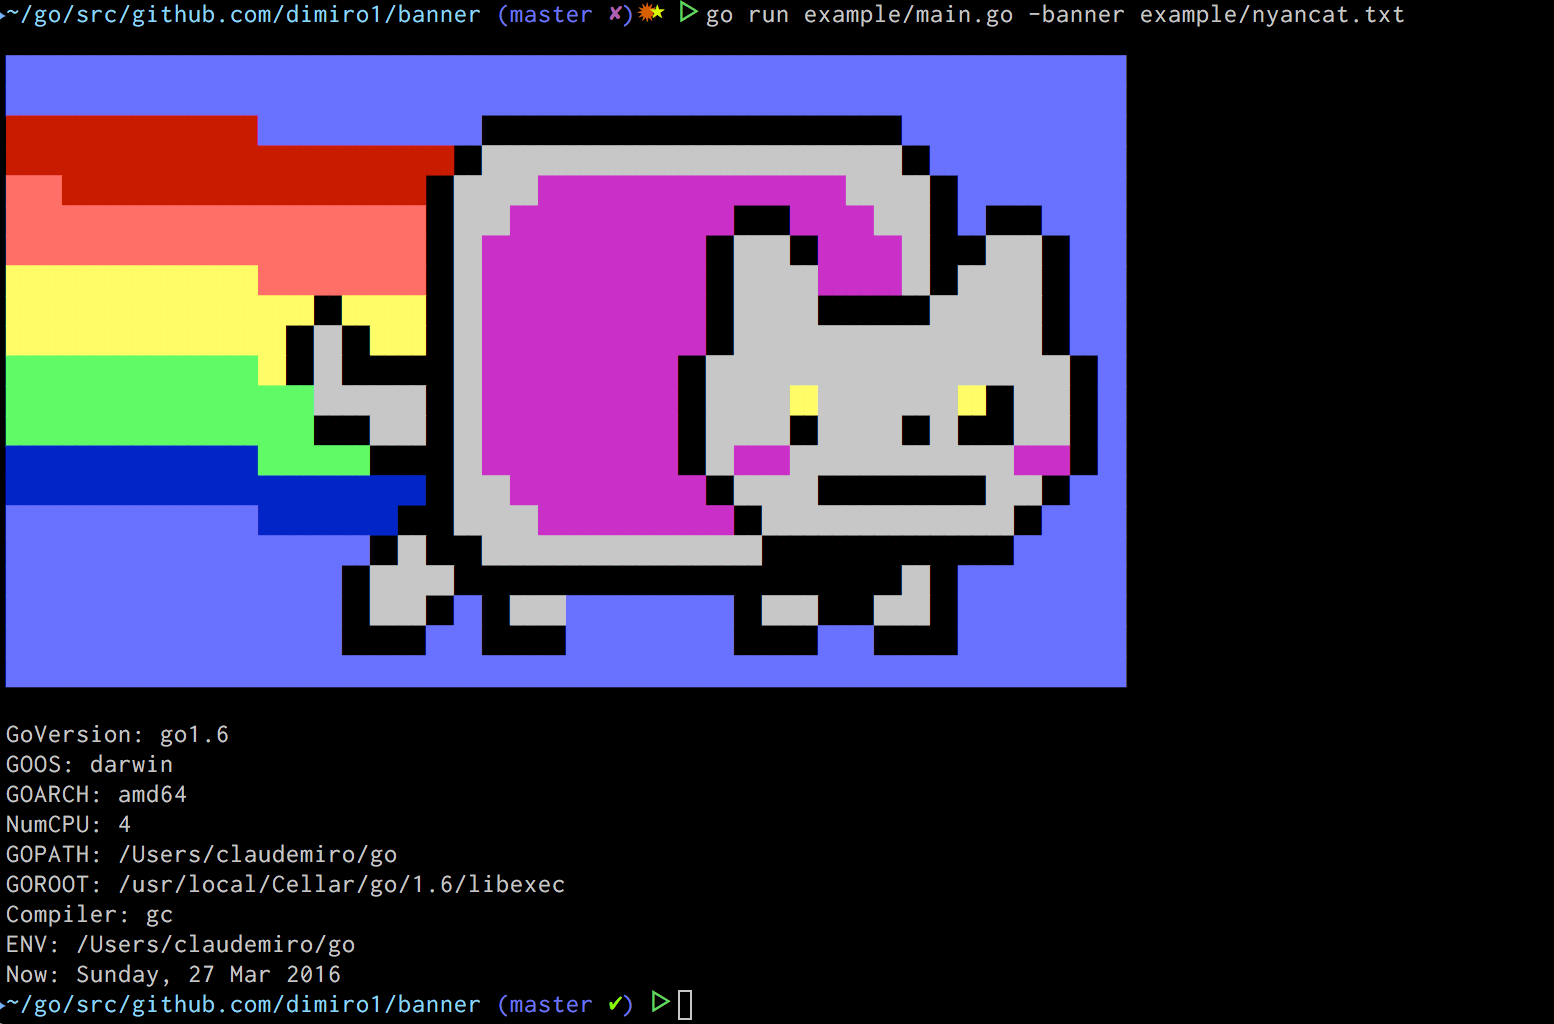 ~/go/src/github.com/dimiro1/banner (master ✘) ▷ go run example/main.go -banner example/nyancat.txt
GoVersion: go1.6
GOOS: darwin
GOARCH: amd64
NumCPU: 4
GOPATH: /Users/claudemiro/go
GOROOT: /usr/local/Cellar/go/1.6/libexec
Compiler: gc
ENV: /Users/claudemiro/go
Now: Sunday, 27 Mar 2016
~/go/src/github.com/dimiro1/banner (master ✔) ▷